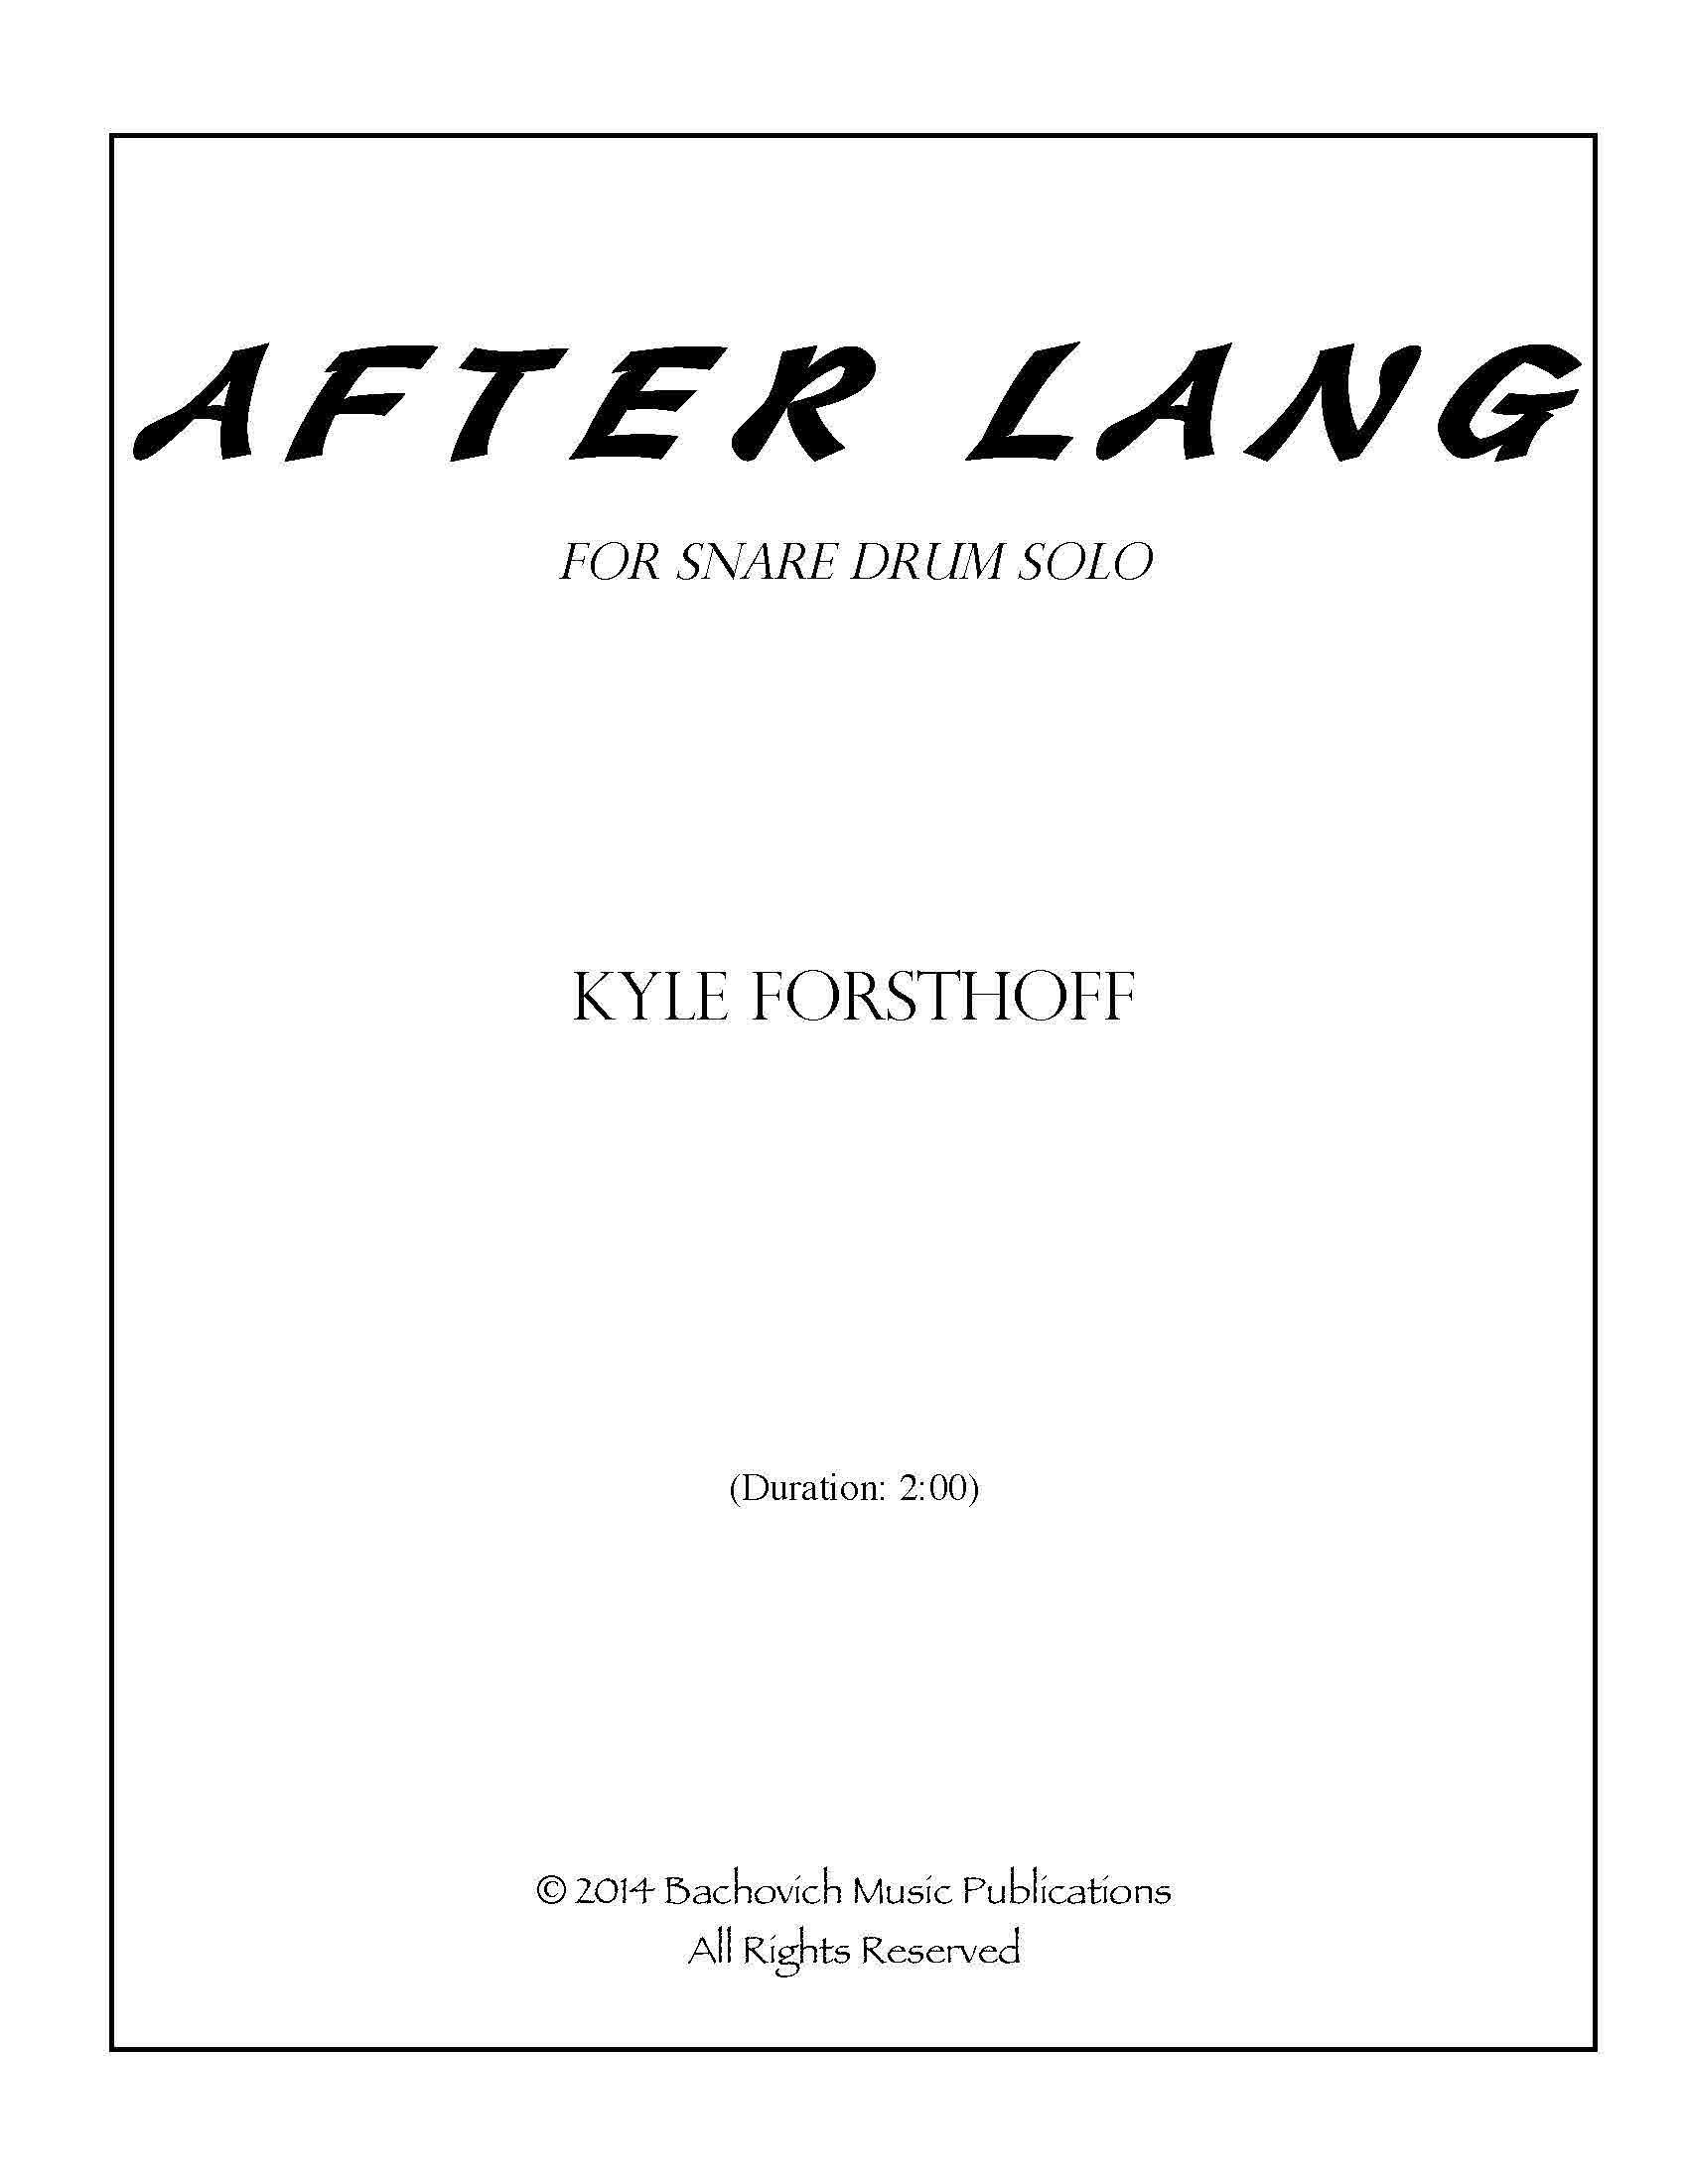 AFTER LANG
FOR SNARE DRUM SOLO
KYLE FORSTHOFF
(Duration: 2:00)
© 2014 Bachovich Music Publications
All Rights Reserved